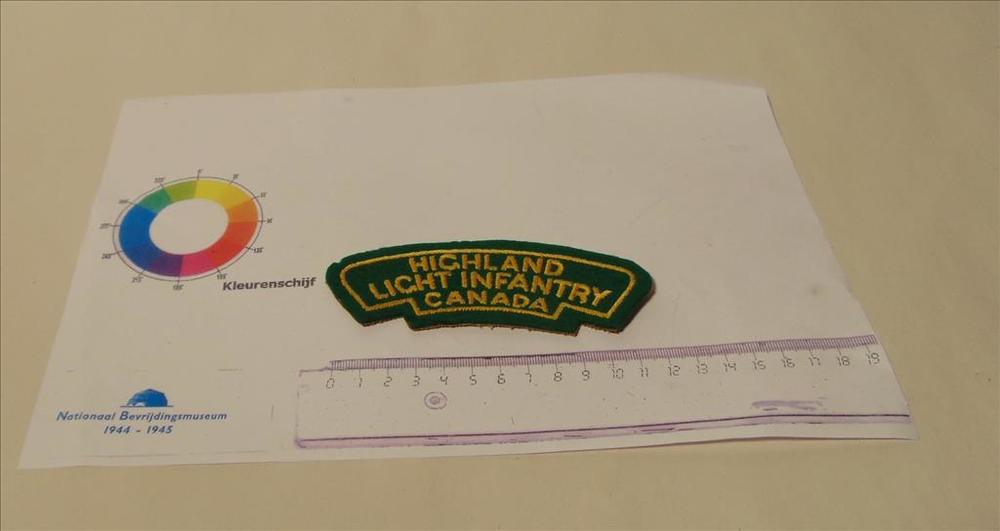 Kleurenschijf
HIGHLAND
LIGHT INFANTRY
CANADA
0 1 2 3 4 5 6 7 8 9 10 11 12 13 14 15 16 17 18 19
Nationaal Bevrijdingsmuseum
1944 - 1945